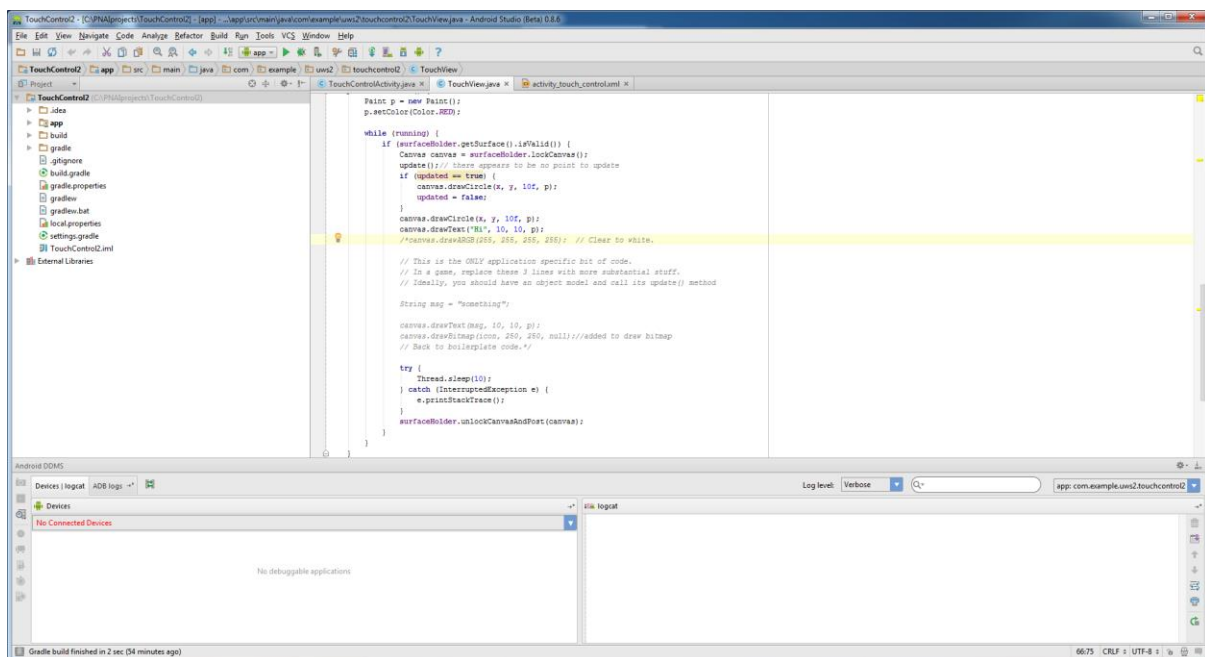 TouchControl2 - [C:\PNAIprojects\TouchControl2] - [app] - ...\app\src\main\java\com\example\uws2\touchcontrol2\TouchView.java - Android Studio (Beta) 0.8.6
File Edit View Navigate Code Analyze Refactor Build Run Tools VCS Window Help
app
TouchControl2 app src main java com example uws2 touchcontrol2 TouchView
Project
TouchControlActivity.java × TouchView.java × activity_touch_control.xml ×
TouchControl2 (C:\PNAIprojects\TouchControl2)
.idea
app
build
gradle
.gitignore
build.gradle
gradle.properties
gradlew
gradlew.bat
local.properties
settings.gradle
TouchControl2.iml
External Libraries
Paint p = new Paint();
p.setColor(Color.RED);
while (running) {
if (surfaceHolder.getSurface().isValid()) {
Canvas canvas = surfaceHolder.lockCanvas();
update();// there appears to be no point to update
if (updated == true) {
canvas.drawCircle(x, y, 10f, p);
updated = false;
}
canvas.drawCircle(x, y, 10f, p);
canvas.drawText("Hi", 10, 10, p);
/*canvas.drawARGB(255, 255, 255, 255);  // Clear to white.
// This is the ONLY application specific bit of code.
// In a game, replace these 3 lines with more substantial stuff.
// Ideally, you should have an object model and call its update() method
String msg = "something";
canvas.drawText(msg, 10, 10, p);
canvas.drawBitmap(icon, 250, 250, null);//added to draw bitmap
// Back to boilerplate code.*/
try {
Thread.sleep(10);
} catch (InterruptedException e) {
e.printStackTrace();
}
surfaceHolder.unlockCanvasAndPost(canvas);
}
}
}
Android DDMS
Devices | logcat ADB logs Log level: Verbose app: com.example.uws2.touchcontrol2
Devices logcat
No Connected Devices
No debuggable applications
Gradle build finished in 2 sec (54 minutes ago) 66:75 CRLF UTF-8